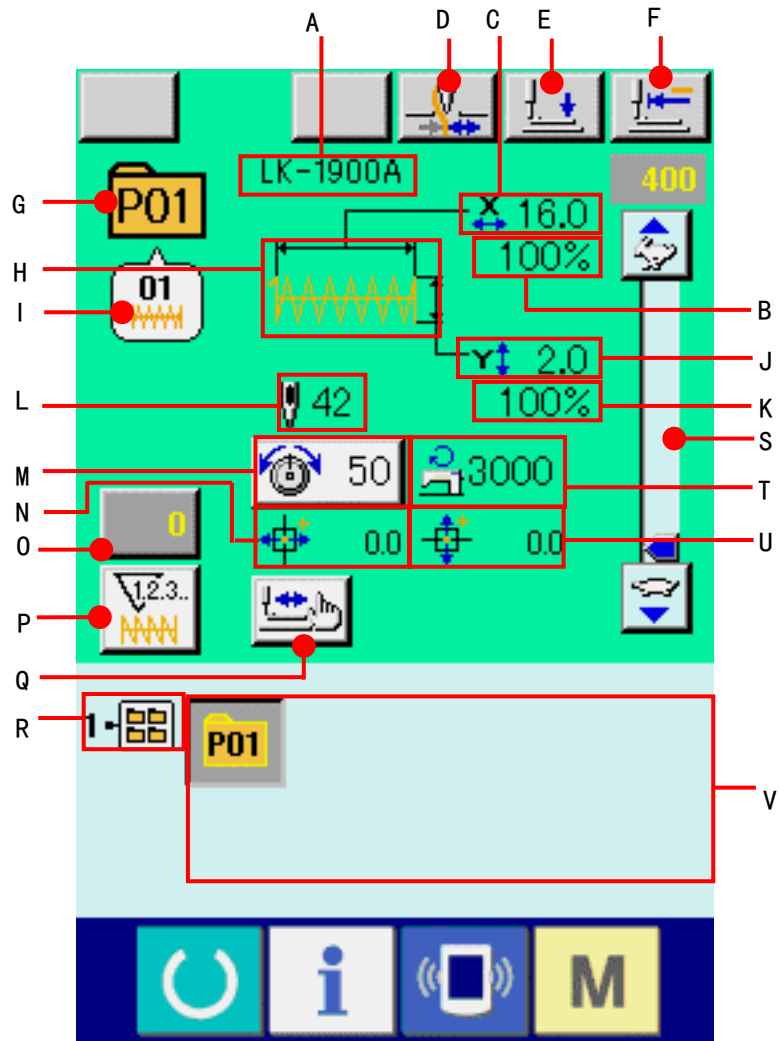 A D C E F
LK-1900A
400
G P01
X 16.0
H 100%
I 01
B
Y 2.0 J
L 42 100% K
S
M 50 3000 T
N 0.0 0.0 U
O 0
P 1.2.3..
Q
R 1 P01
V
i M